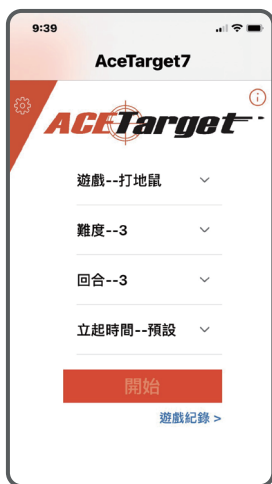 9:39
AceTarget7
ACETarget
遊戲--打地鼠
難度--3
回合--3
立起時間--預設
開始
遊戲紀錄 >